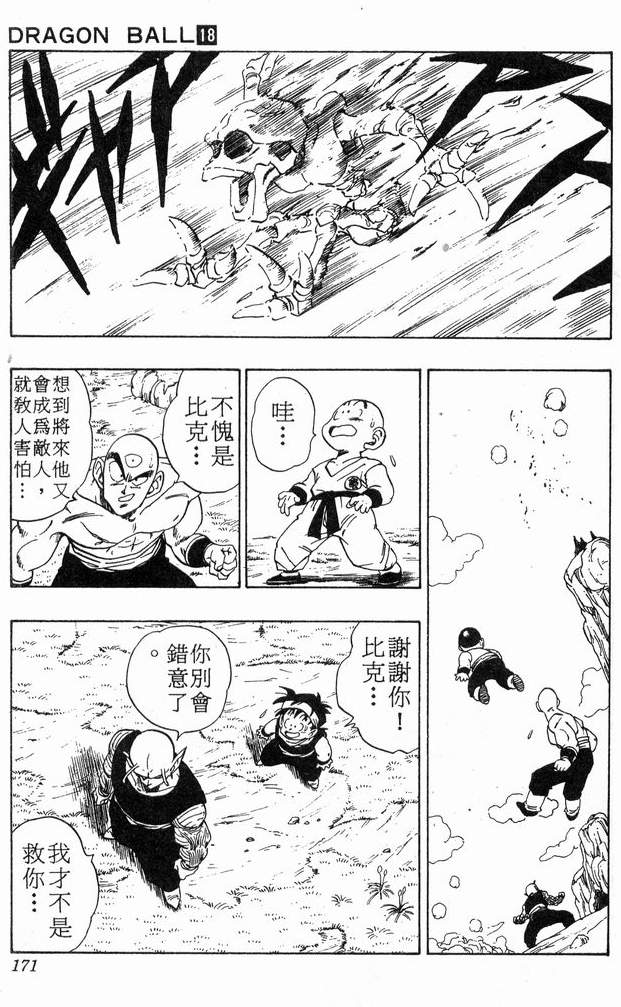 DRAGON BALL 18
哇…
不愧是
比克…
想到將來他又
會成爲敵人，
就教人害怕…
謝謝你！
比克…
你別會
錯意了
。
我才不是
救你…
171